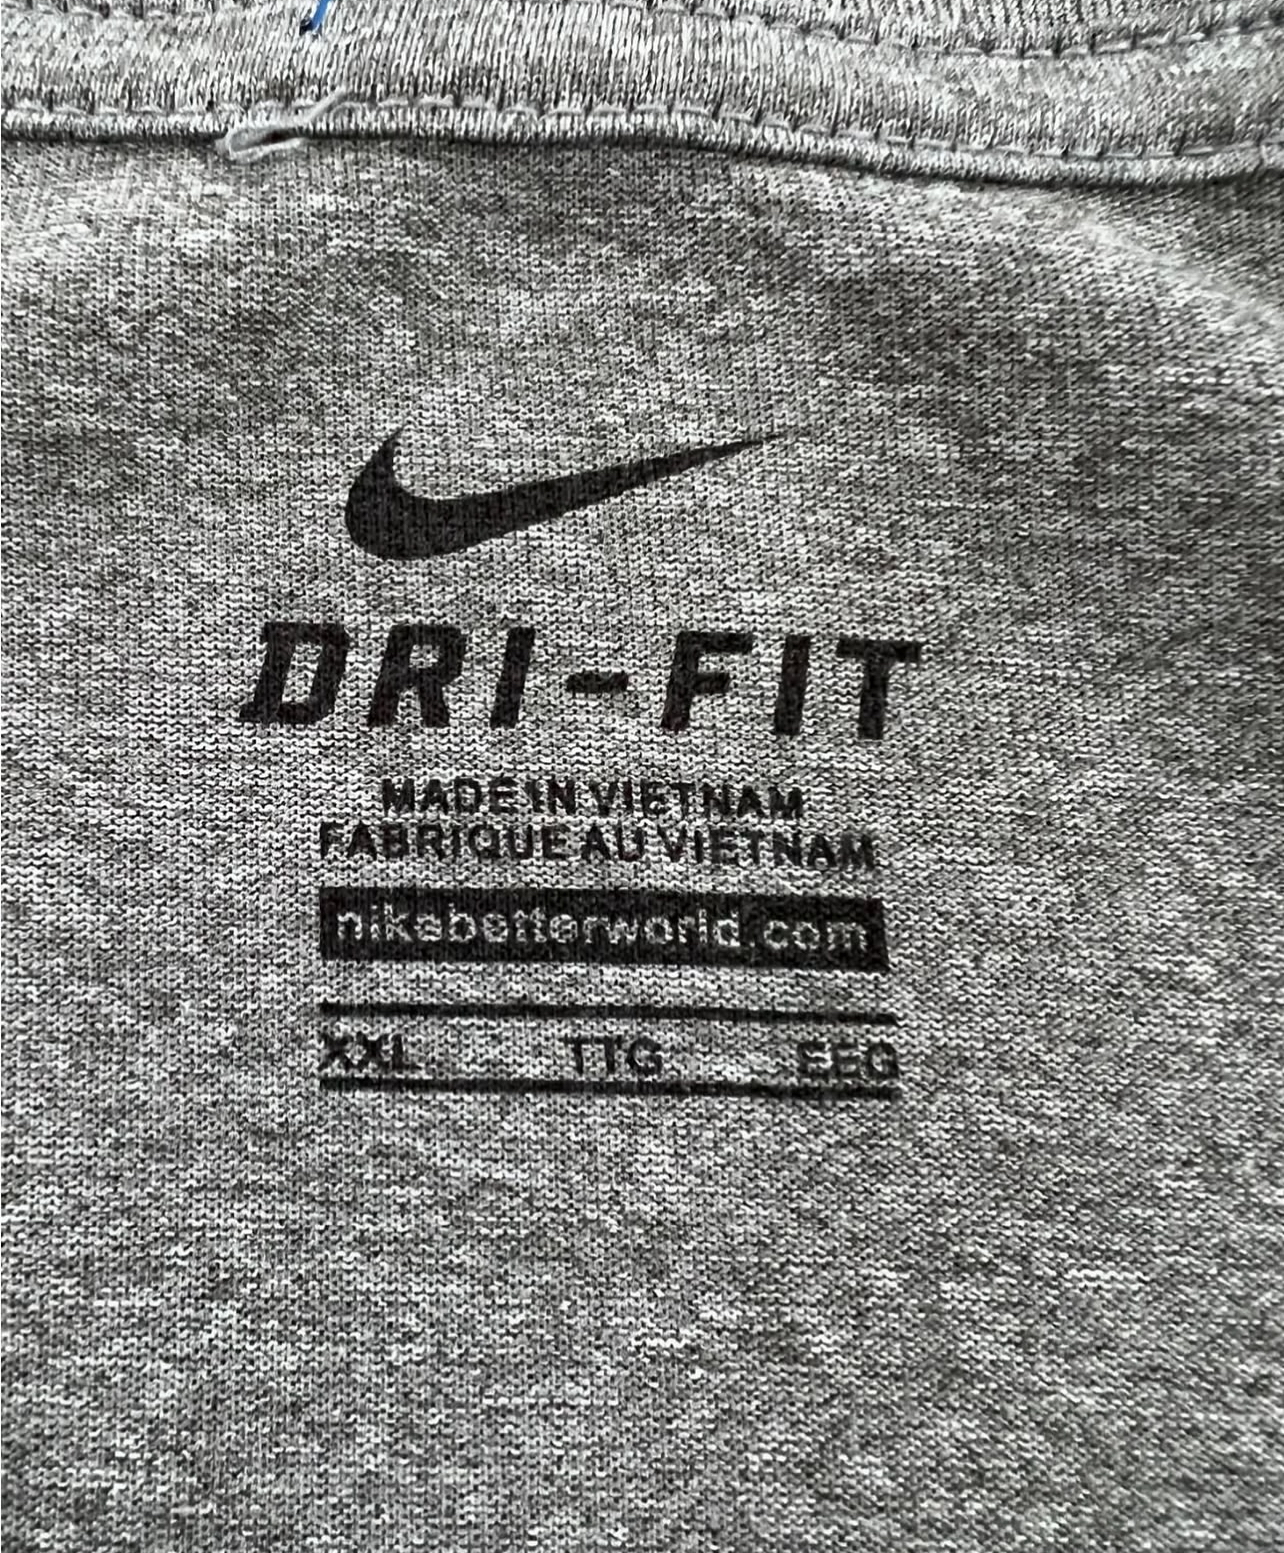 DRI-FIT
MADE IN VIETNAM
FABRIQUE AU VIETNAM
nikebetterworld.com
XXL TTG EEG